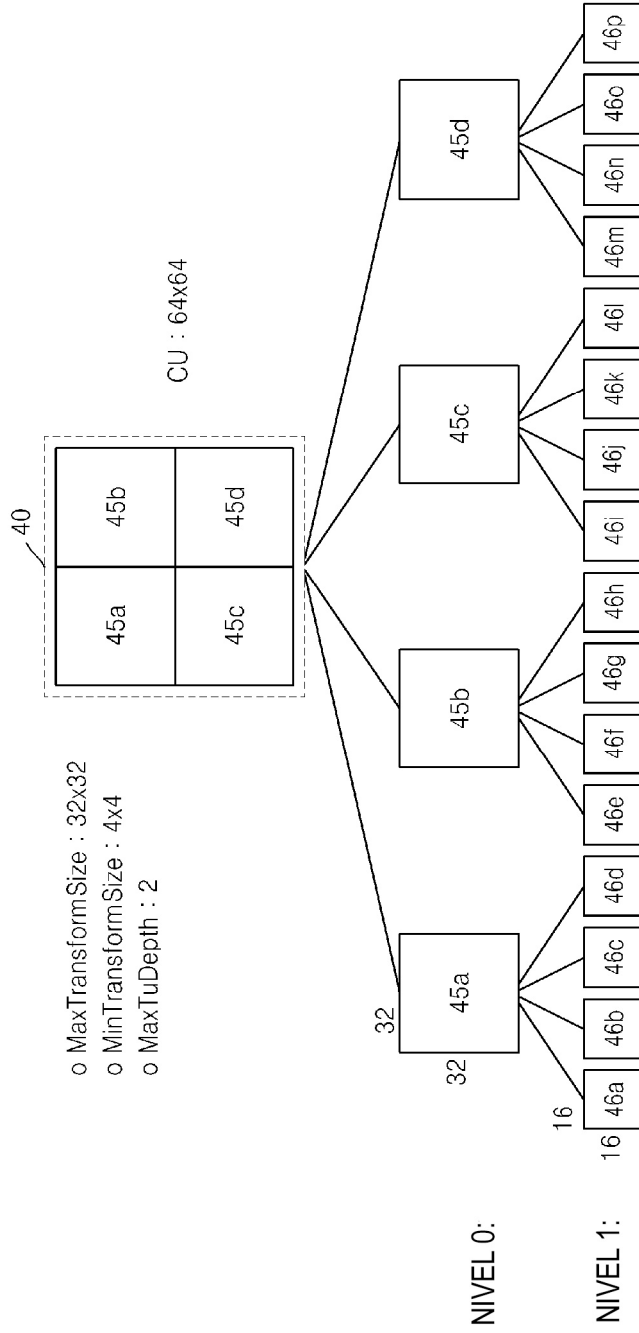 o MaxTransformSize : 32x32
o MinTransformSize : 4x4
o MaxTuDepth : 2
40
CU : 64x64
45a 45b
45c 45d
NIVEL 0:
32
32
45a 45b 45c 45d
NIVEL 1:
16
16
46a 46b 46c 46d 46e 46f 46g 46h 46i 46j 46k 46l 46m 46n 46o 46p